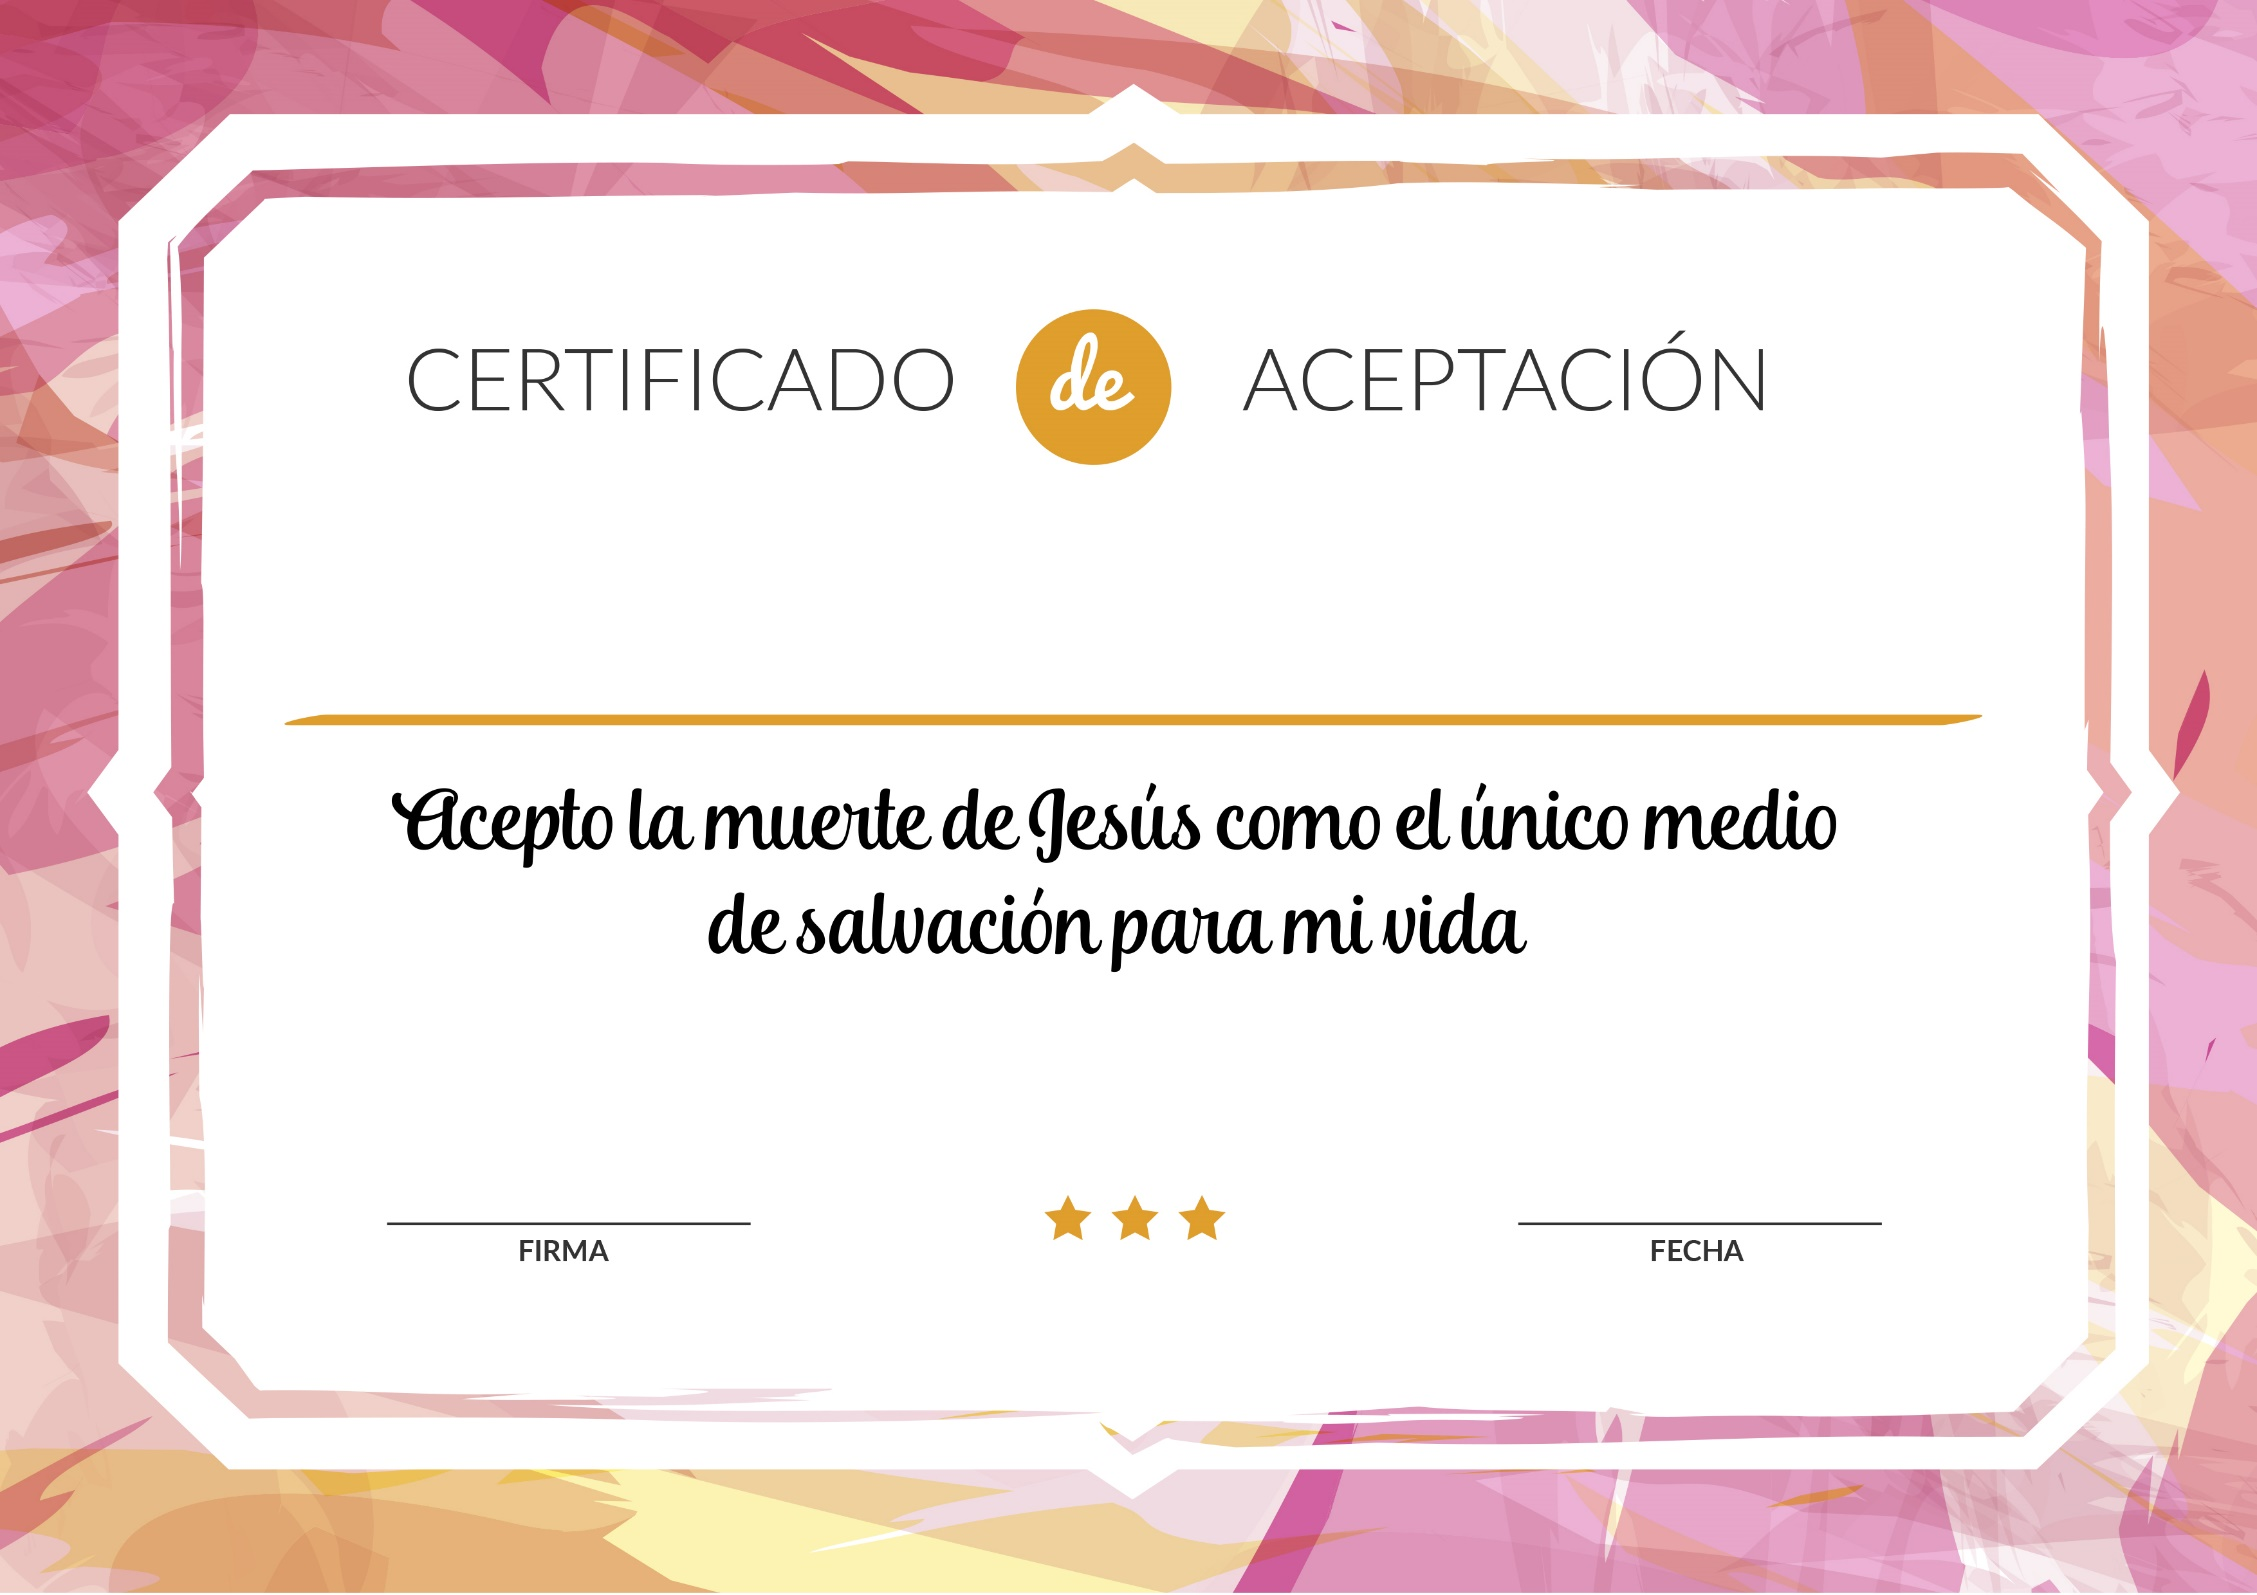 CERTIFICADO de ACEPTACIÓN
Acepto la muerte de Jesús como el único medio
de salvación para mi vida
FIRMA
FECHA